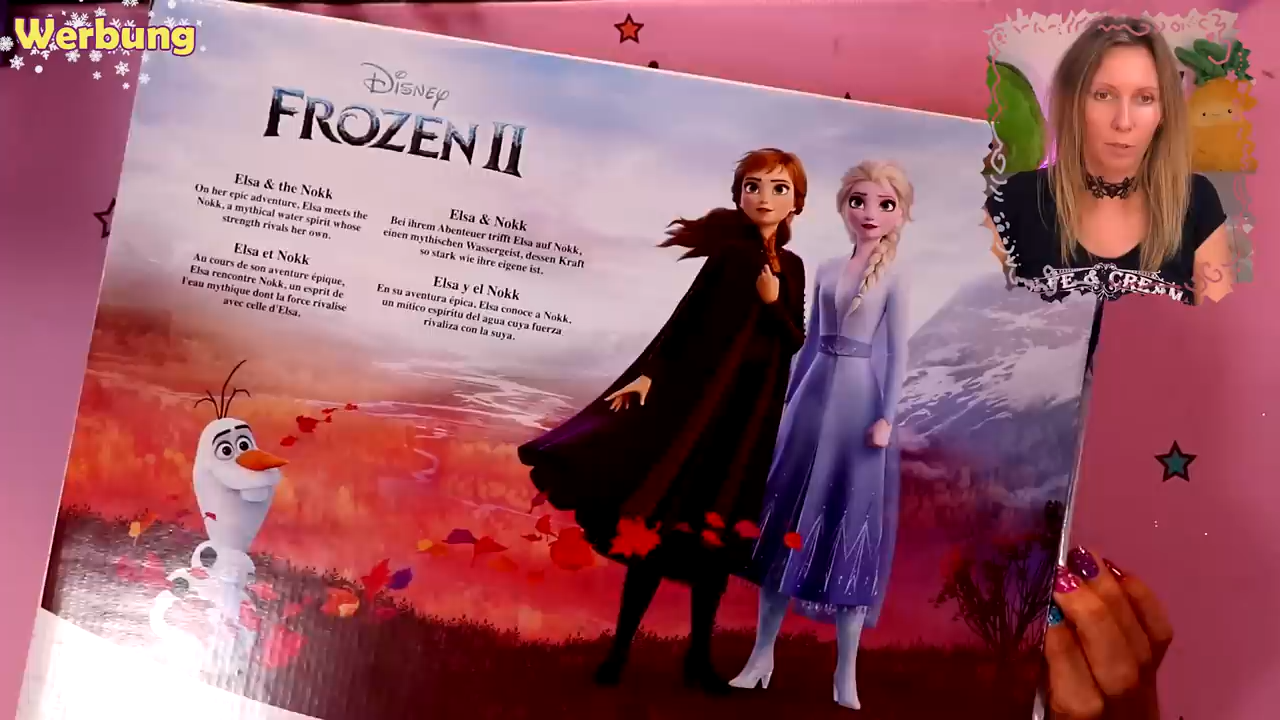 Werbung
Disney
FROZEN II
Elsa & the Nokk
On her epic adventure, Elsa meets the
Nokk, a mythical water spirit whose
strength rivals her own.
Elsa et Nokk
Au cours de son aventure épique,
Elsa rencontre Nokk, un esprit de
l'eau mythique dont la force rivalise
avec celle d'Elsa.
Elsa & Nokk
Bei ihrem Abenteuer trifft Elsa auf Nokk,
einen mythischen Wassergeist, dessen Kraft
so stark wie ihre eigene ist.
Elsa y el Nokk
En su aventura épica, Elsa conoce a Nokk,
un mítico espíritu del agua cuya fuerza
rivaliza con la suya.
& CREAM